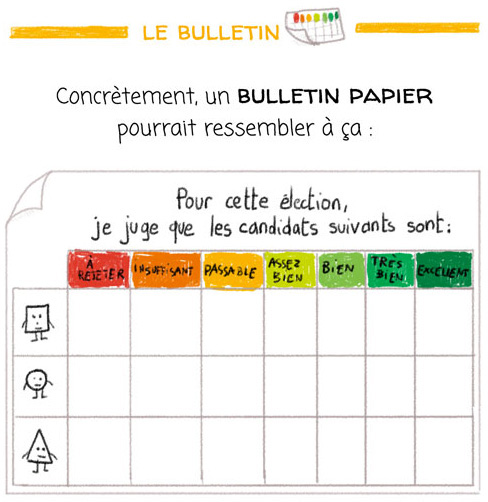 LE BULLETIN
Concrètement, un BULLETIN PAPIER
pourrait ressembler à ça :
Pour cette élection,
je juge que les candidats suivants sont:
À REJETER INSUFFISANT PASSABLE ASSEZ BIEN BIEN TRES BIEN EXCELLENT